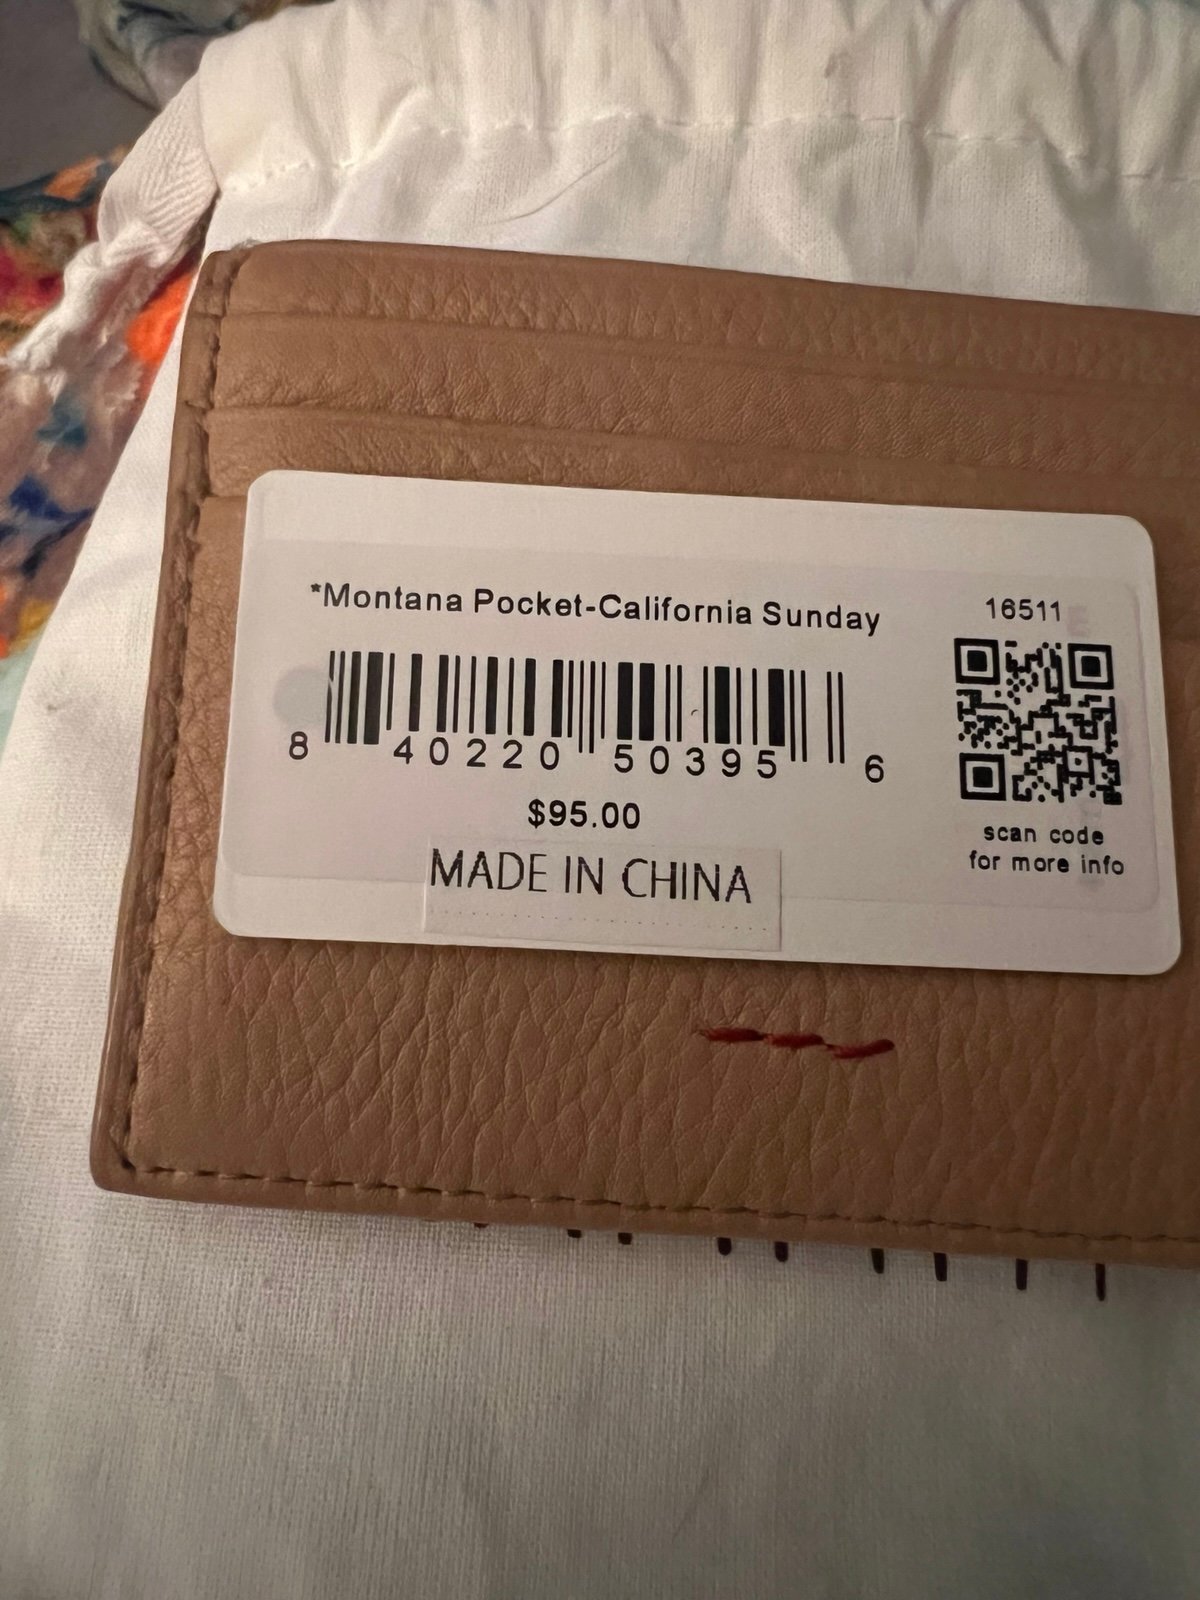 *Montana Pocket-California Sunday
16511
8 40220 50395 6
$95.00
MADE IN CHINA
scan code
for more info